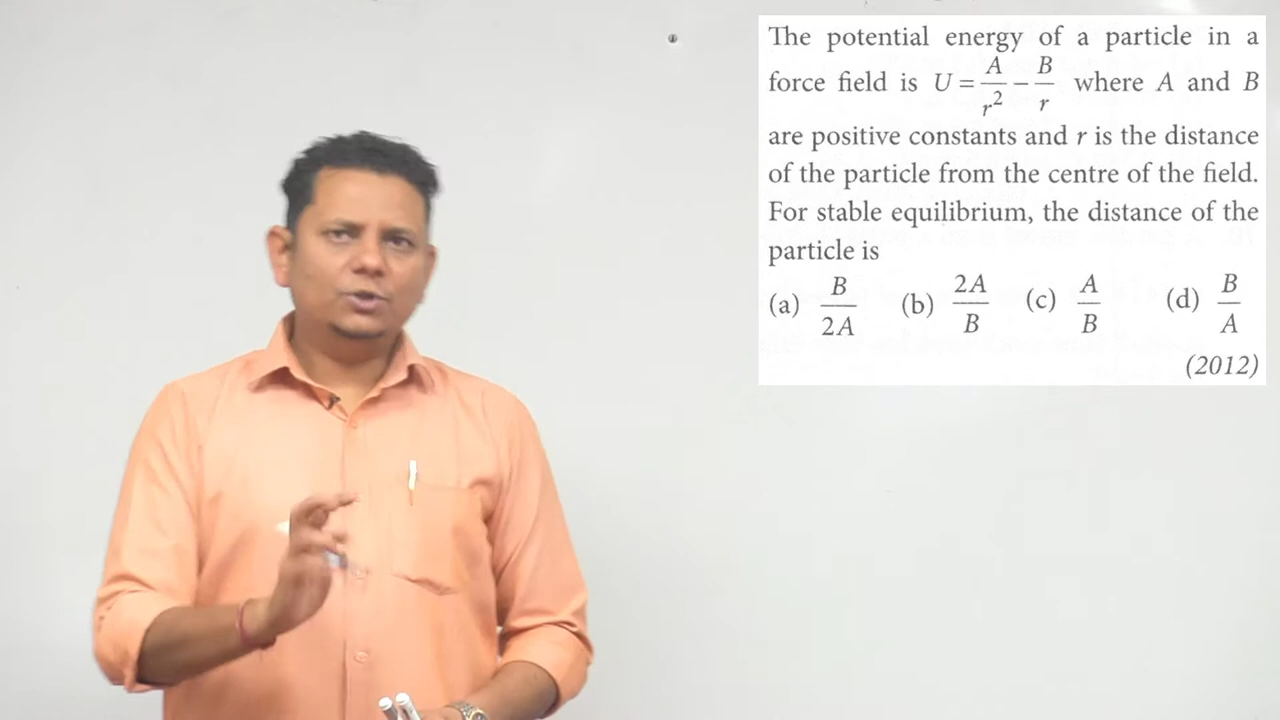 The potential energy of a particle in a
force field is U = A/r² − B/r where A and B
are positive constants and r is the distance
of the particle from the centre of the field.
For stable equilibrium, the distance of the
particle is
(a) B/2A (b) 2A/B (c) A/B (d) B/A
(2012)